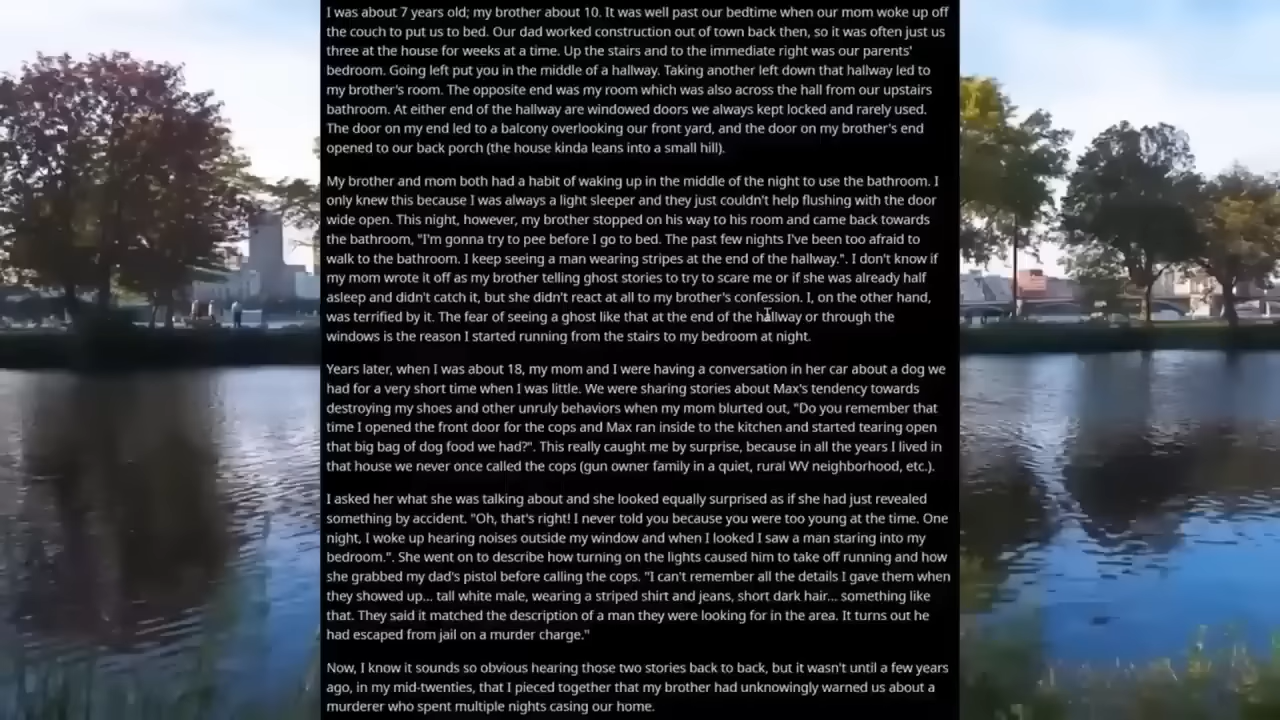 I was about 7 years old; my brother about 10. It was well past our bedtime when our mom woke up off
the couch to put us to bed. Our dad worked construction out of town back then, so it was often just us
three at the house for weeks at a time. Up the stairs and to the immediate right was our parents'
bedroom. Going left put you in the middle of a hallway. Taking another left down that hallway led to
my brother's room. The opposite end was my room which was also across the hall from our upstairs
bathroom. At either end of the hallway are windowed doors we always kept locked and rarely used.
The door on my end led to a balcony overlooking our front yard, and the door on my brother's end
opened to our back porch (the house kinda leans into a small hill).
My brother and mom both had a habit of waking up in the middle of the night to use the bathroom. I
only knew this because I was always a light sleeper and they just couldn't help flushing with the door
wide open. This night, however, my brother stopped on his way to his room and came back towards
the bathroom, "I'm gonna try to pee before I go to bed. The past few nights I've been too afraid to
walk to the bathroom. I keep seeing a man wearing stripes at the end of the hallway.". I don't know if
my mom wrote it off as my brother telling ghost stories to try to scare me or if she was already half
asleep and didn't catch it, but she didn't react at all to my brother's confession. I, on the other hand,
was terrified by it. The fear of seeing a ghost like that at the end of the hallway or through the
windows is the reason I started running from the stairs to my bedroom at night.
Years later, when I was about 18, my mom and I were having a conversation in her car about a dog we
had for a very short time when I was little. We were sharing stories about Max's tendency towards
destroying my shoes and other unruly behaviors when my mom blurted out, "Do you remember that
time I opened the front door for the cops and Max ran inside to the kitchen and started tearing open
that big bag of dog food we had?". This really caught me by surprise, because in all the years I lived in
that house we never once called the cops (gun owner family in a quiet, rural WV neighborhood, etc.).
I asked her what she was talking about and she looked equally surprised as if she had just revealed
something by accident. "Oh, that's right! I never told you because you were too young at the time. One
night, I woke up hearing noises outside my window and when I looked I saw a man staring into my
bedroom.". She went on to describe how turning on the lights caused him to take off running and how
she grabbed my dad's pistol before calling the cops. "I can't remember all the details I gave them when
they showed up... tall white male, wearing a striped shirt and jeans, short dark hair... something like
that. They said it matched the description of a man they were looking for in the area. It turns out he
had escaped from jail on a murder charge."
Now, I know it sounds so obvious hearing those two stories back to back, but it wasn't until a few years
ago, in my mid-twenties, that I pieced together that my brother had unknowingly warned us about a
murderer who spent multiple nights casing our home.